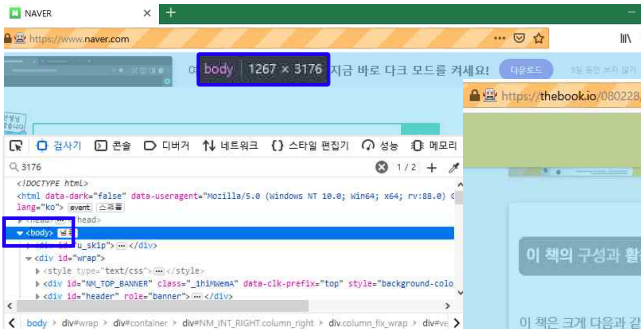 NAVER
https://www.naver.com
body 1267 × 3176
지금 바로 다크 모드를 켜세요! 다운로드
https://thebook.io/080228
검사기 콘솔 디버거 네트워크 {} 스타일 편집기 성능 메모리
3176 1 / 2
<!DOCTYPE html>
<html data-dark="false" data-useragent="Mozilla/5.0 (Windows NT 10.0; Win64; x64; rv:88.0) G
lang="ko"> event 스크롤
<body>
<div id="u_skip"> ⋯ </div>
<div id="wrap">
<style type="text/css"> ⋯ </style>
<div id="NM_TOP_BANNER" class="_1hiMWemA" data-clk-prefix="top" style="background-colo
<div id="header" role="banner"> ⋯ </div>
body > div#wrap > div#container > div#NM_INT_RIGHT.column_right > div.column_fix_wrap > div#ve
이 책의 구성과 활
이 책은 크게 다음과 같